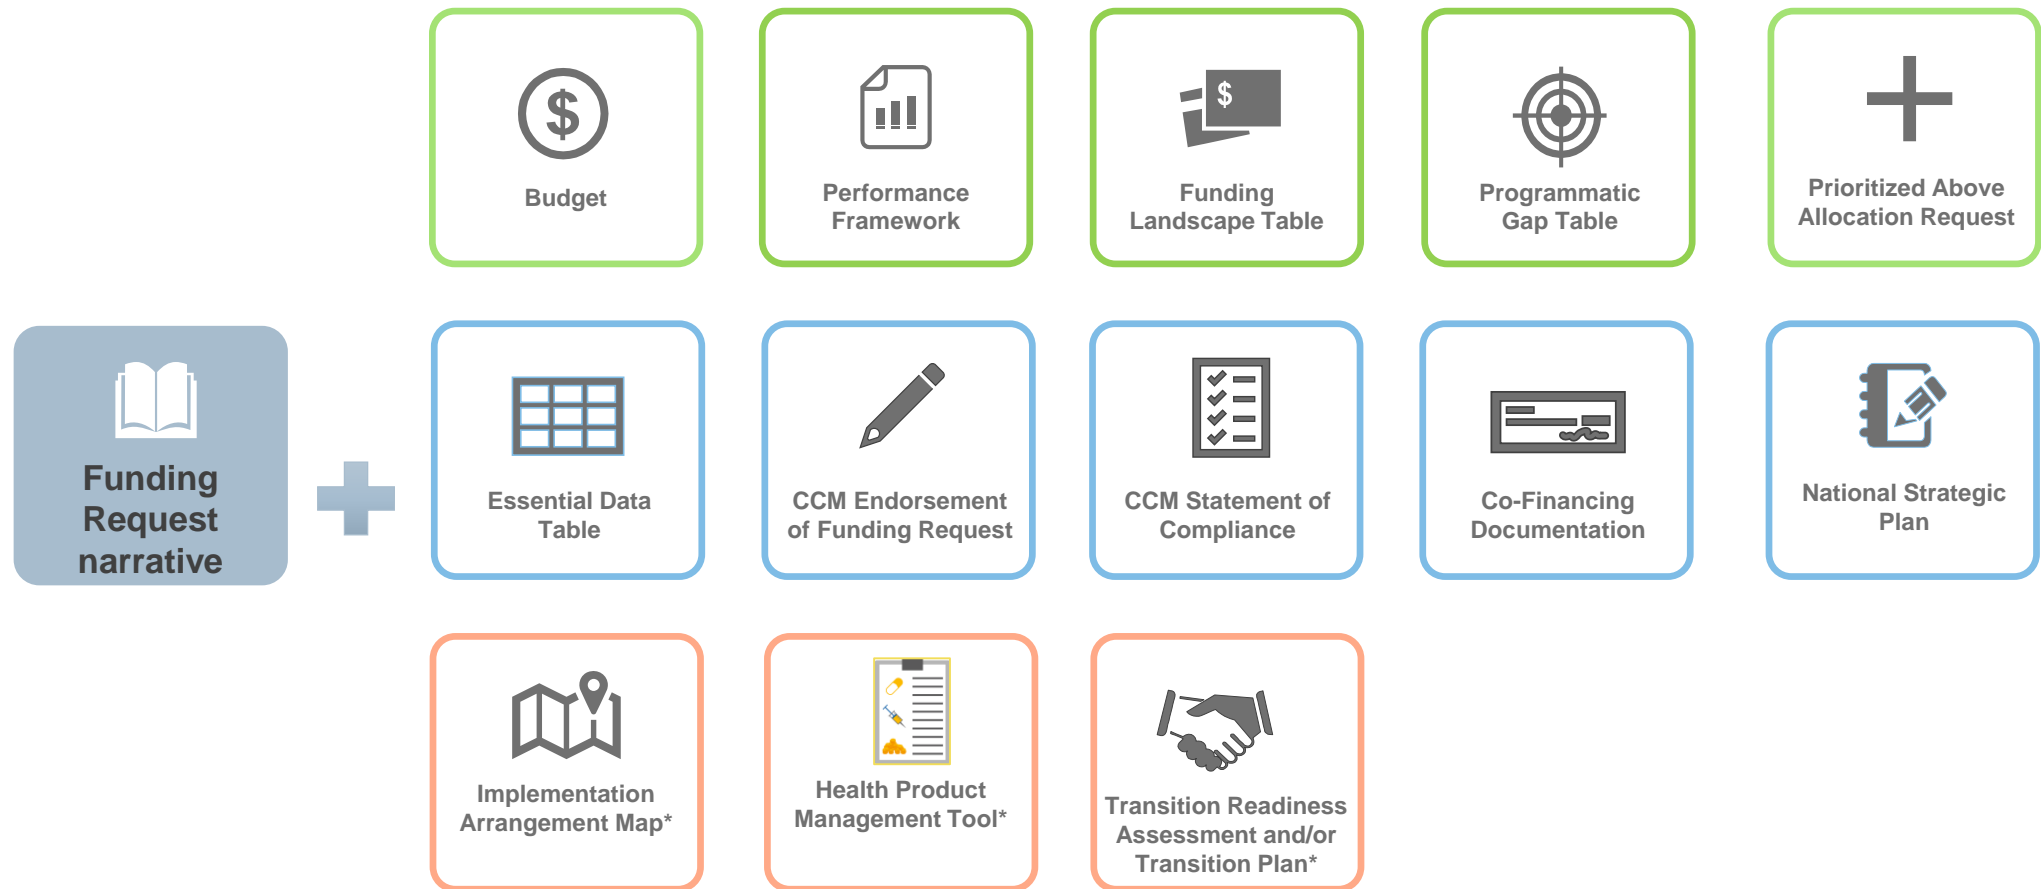 $
Budget
Performance
Framework
$
Funding
Landscape Table
Programmatic
Gap Table
Prioritized Above
Allocation Request
Funding
Request
narrative
Essential Data
Table
CCM Endorsement
of Funding Request
CCM Statement of
Compliance
Co-Financing
Documentation
National Strategic
Plan
Implementation
Arrangement Map*
Health Product
Management Tool*
Transition Readiness
Assessment and/or
Transition Plan*